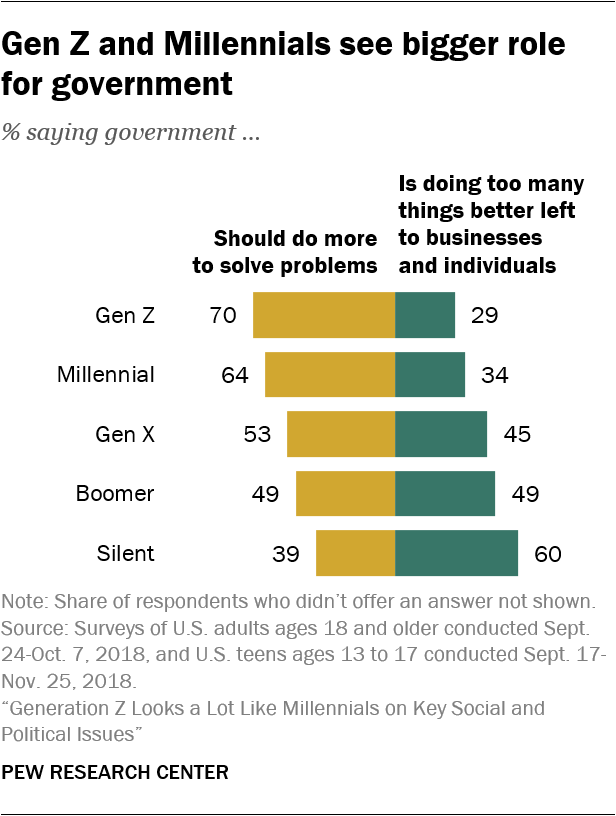 Gen Z and Millennials see bigger role
for government
% saying government ...
Should do more
to solve problems
Is doing too many
things better left
to businesses
and individuals
Gen Z 70 29
Millennial 64 34
Gen X 53 45
Boomer 49 49
Silent 39 60
Note: Share of respondents who didn’t offer an answer not shown.
Source: Surveys of U.S. adults ages 18 and older conducted Sept.
24-Oct. 7, 2018, and U.S. teens ages 13 to 17 conducted Sept. 17-
Nov. 25, 2018.
“Generation Z Looks a Lot Like Millennials on Key Social and
Political Issues”
PEW RESEARCH CENTER